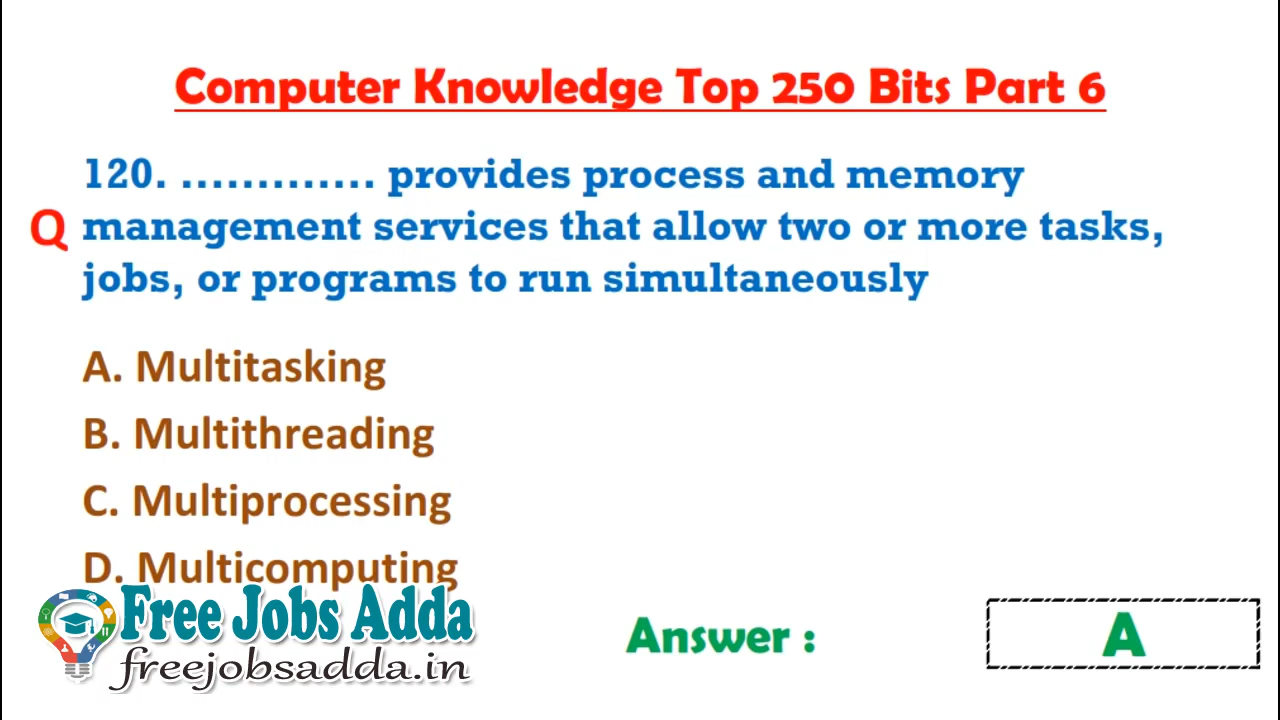 Computer Knowledge Top 250 Bits Part 6
120. ............. provides process and memory
Q management services that allow two or more tasks,
jobs, or programs to run simultaneously
A. Multitasking
B. Multithreading
C. Multiprocessing
D. Multicomputing
Free Jobs Adda
freejobsadda.in
Answer :
A